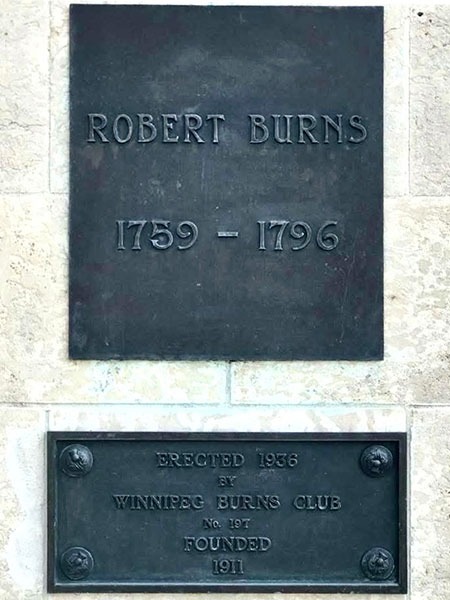 ROBERT BURNS
1759 – 1796
ERECTED 1936
BY
WINNIPEG BURNS CLUB
No. 197
FOUNDED
1911